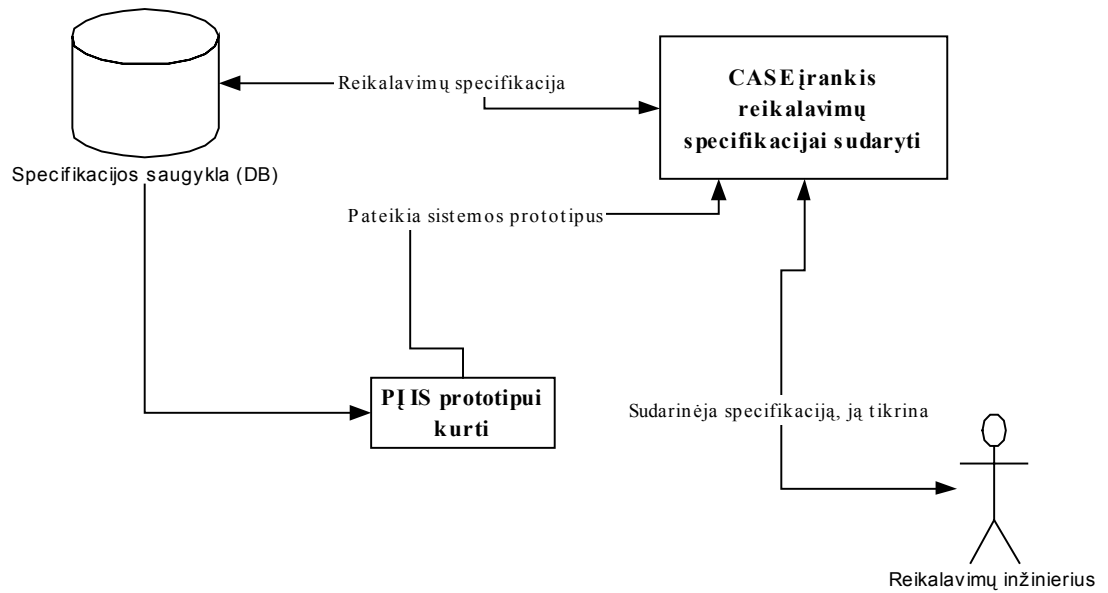 CASE įrankis
reikalavimų
specifikacijai sudaryti
Reikalavimų specifikacija
Specifikacijos saugykla (DB)
Pateikia sistemos prototipus
PĮ IS prototipui
kurti
Sudarinėja specifikaciją, ją tikrina
Reikalavimų inžinierius